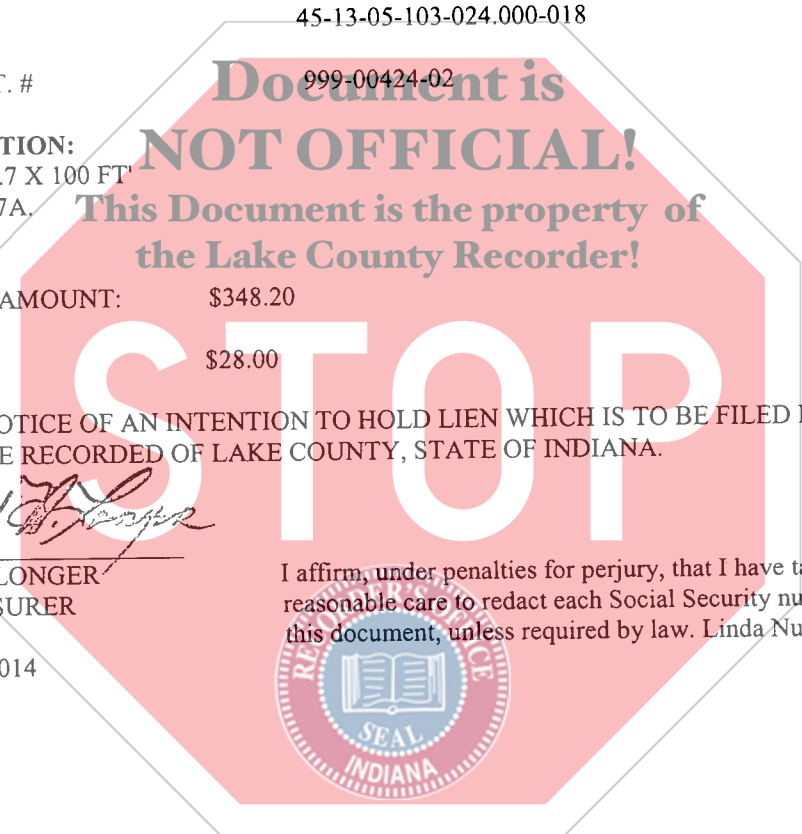 45-13-05-103-024.000-018
T. #
999-00424-02
Document is
NOT OFFICIAL!
TION:
.7 X 100 FT'
7A.
This Document is the property of
the Lake County Recorder!
AMOUNT: $348.20
$28.00
STOP
OTICE OF AN INTENTION TO HOLD LIEN WHICH IS TO BE FILED
E RECORDED OF LAKE COUNTY, STATE OF INDIANA.
LONGER
SURER
014
I affirm, under penalties for perjury, that I have ta
reasonable care to redact each Social Security nu
this document, unless required by law. Linda Nu
RECORDER'S OFFICE
SEAL
INDIANA